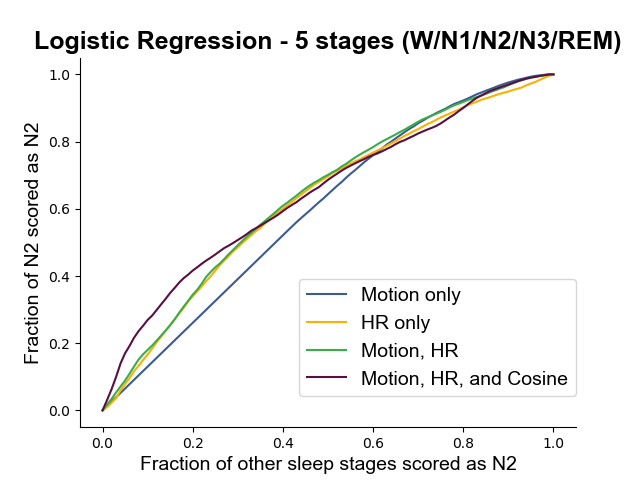 Logistic Regression - 5 stages (W/N1/N2/N3/REM)
Fraction of N2 scored as N2
1.0
0.8
0.6
0.4
0.2
0.0
Motion only
HR only
Motion, HR
Motion, HR, and Cosine
0.0 0.2 0.4 0.6 0.8 1.0
Fraction of other sleep stages scored as N2